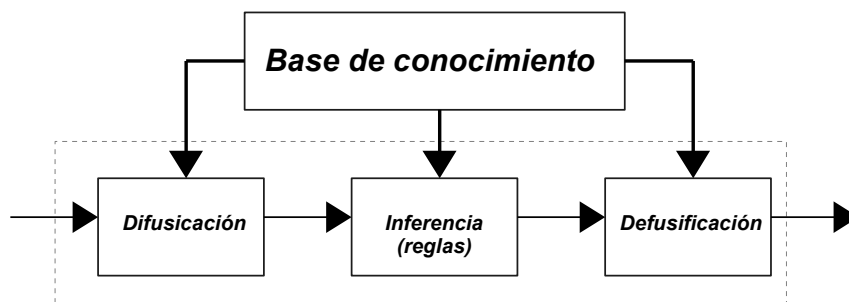 Base de conocimiento
Difusicación
Inferencia
(reglas)
Defusificación